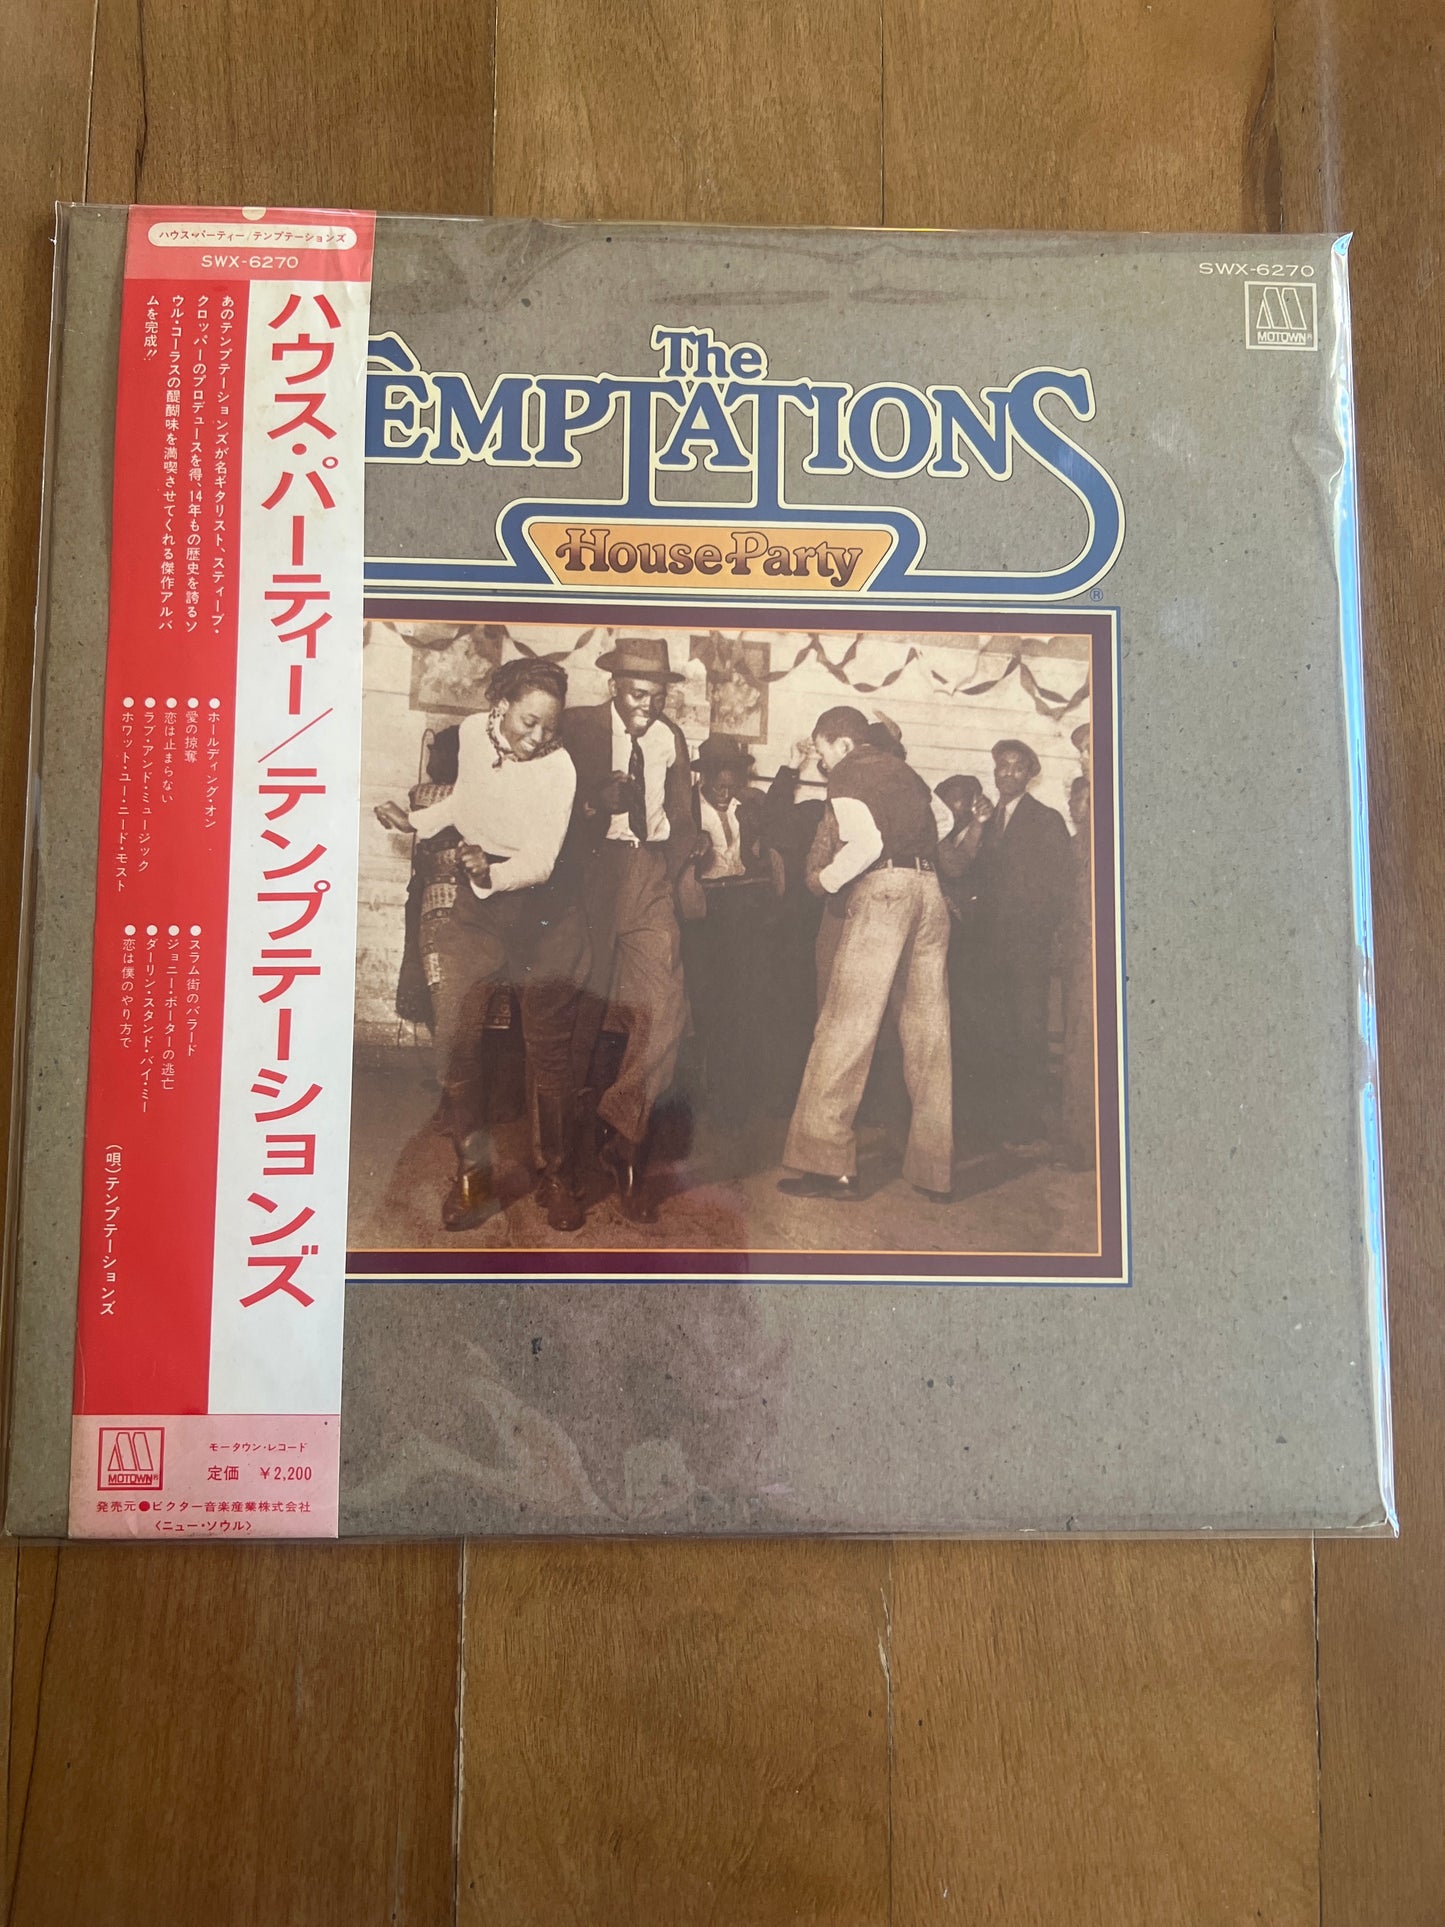 ハウス・パーティー/テンプテーションズ
SWX-6270
ハウス・パーティー/テンプテーションズ
あのテンプテーションズが名ギタリスト、スティーブ・
クロッパーのプロデュースを得、14年もの歴史を誇るソ
ウル・コーラスの醍醐味を満喫させてくれる傑作アルバ
ムを完成!!
●ホールディング・オン
●愛の掠奪
●恋は止まらない
●ラブ・アンド・ミュージック
●ホワット・ユー・ニード・モスト
●スラム街のバラード
●ジョニー・ポーターの逃亡
●ダーリン・スタンド・バイ・ミー
●恋は僕のやり方で
(唄)テンプテーションズ
MOTOWN®
モータウン・レコード
定価 ¥2,200
発売元●ビクター音楽産業株式会社
〈ニュー・ソウル〉
SWX-6270
MOTOWN®
The
EMPTATIONS
House Party
®